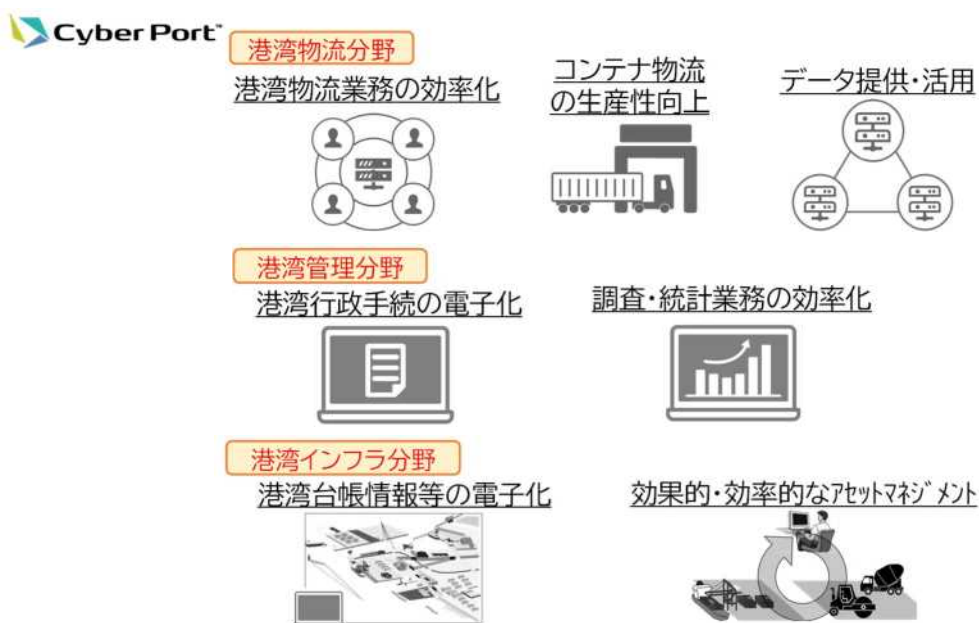 Cyber Port™
港湾物流分野
港湾物流業務の効率化
コンテナ物流
の生産性向上
データ提供・活用
港湾管理分野
港湾行政手続の電子化
調査・統計業務の効率化
港湾インフラ分野
港湾台帳情報等の電子化
効果的・効率的なｱｾｯﾄﾏﾈｼﾞﾒﾝﾄ